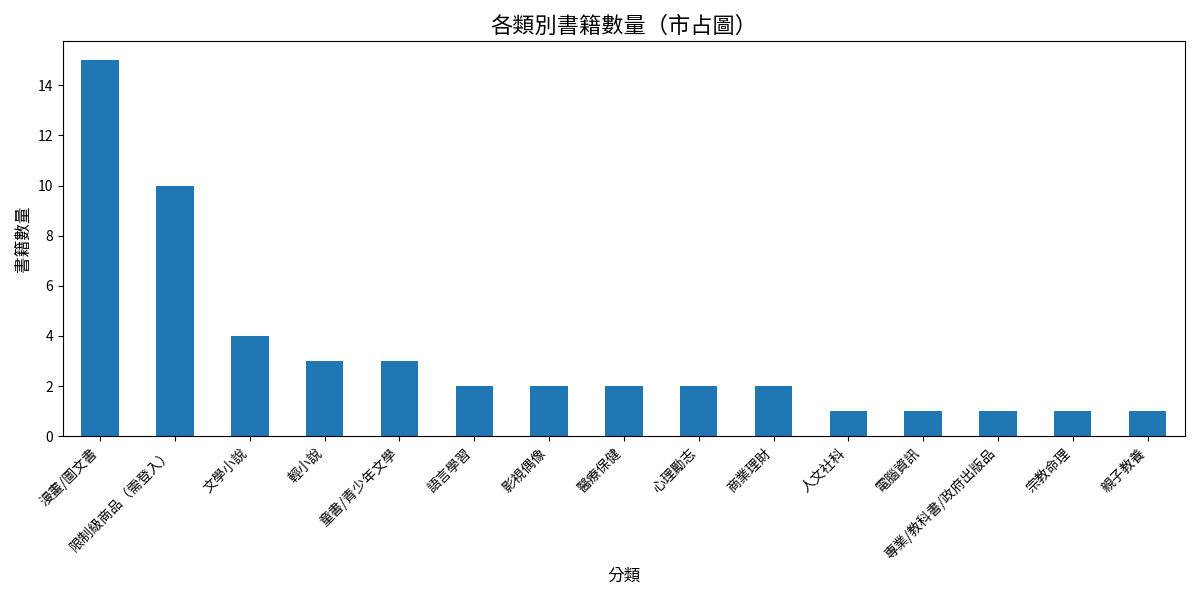 各類別書籍數量（市占圖）
書籍數量
14
12
10
8
6
4
2
0
漫畫/圖文書
限制級商品（需登入）
文學小說
輕小說
童書/青少年文學
語言學習
影視偶像
醫療保健
心理勵志
商業理財
人文社科
電腦資訊
專業/教科書/政府出版品
宗教命理
親子教養
分類